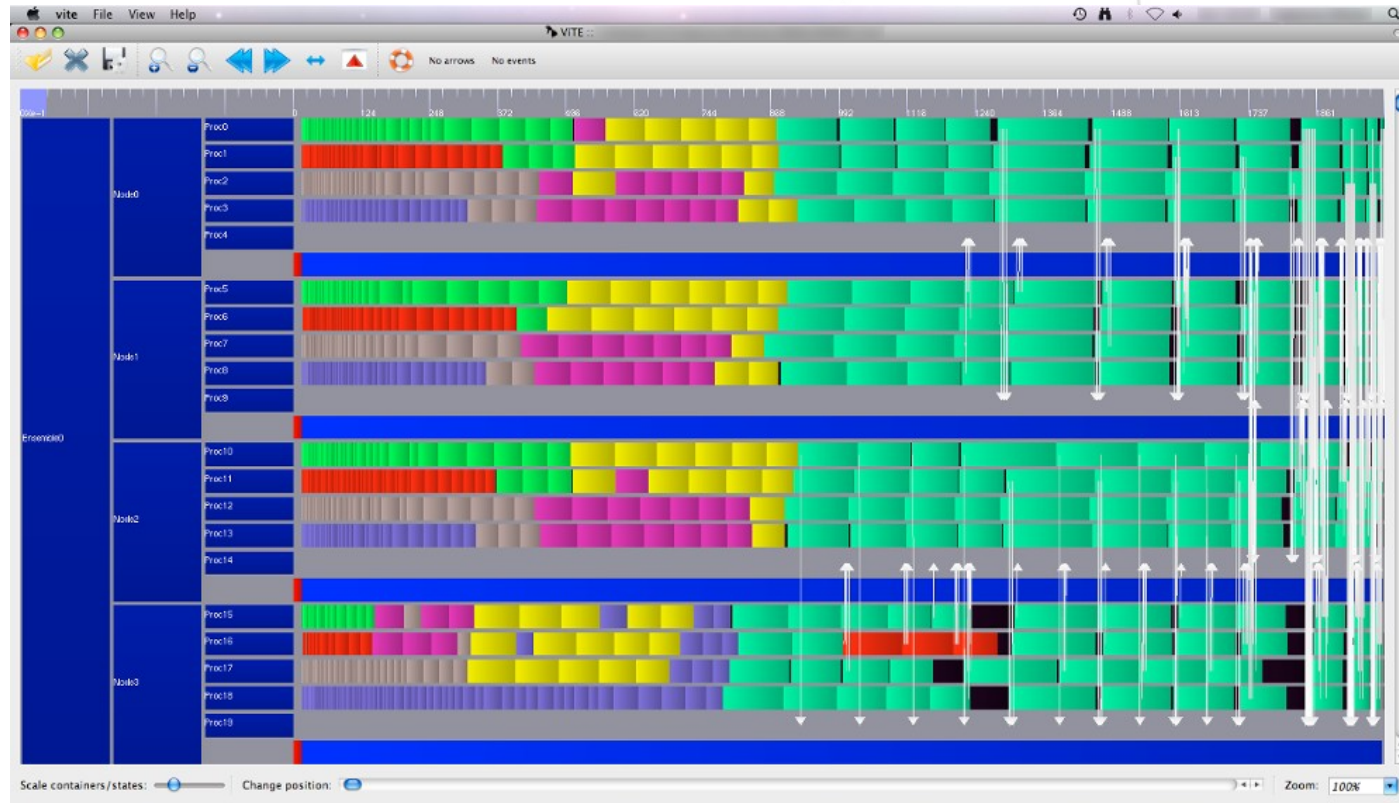 vite File View Help
ViTE ::
No arrows No events
0 124 248 372 496 620 744 868 992 1116 1240 1364 1488 1613 1737 1861
Proc0
Proc1
Node0
Proc2
Proc3
Proc4
Proc5
Proc6
Node1
Proc7
Proc8
Proc9
Ensemble0
Proc10
Proc11
Node2
Proc12
Proc13
Proc14
Proc15
Proc16
Node3
Proc17
Proc18
Proc19
Scale containers/states: Change position: Zoom: 100%